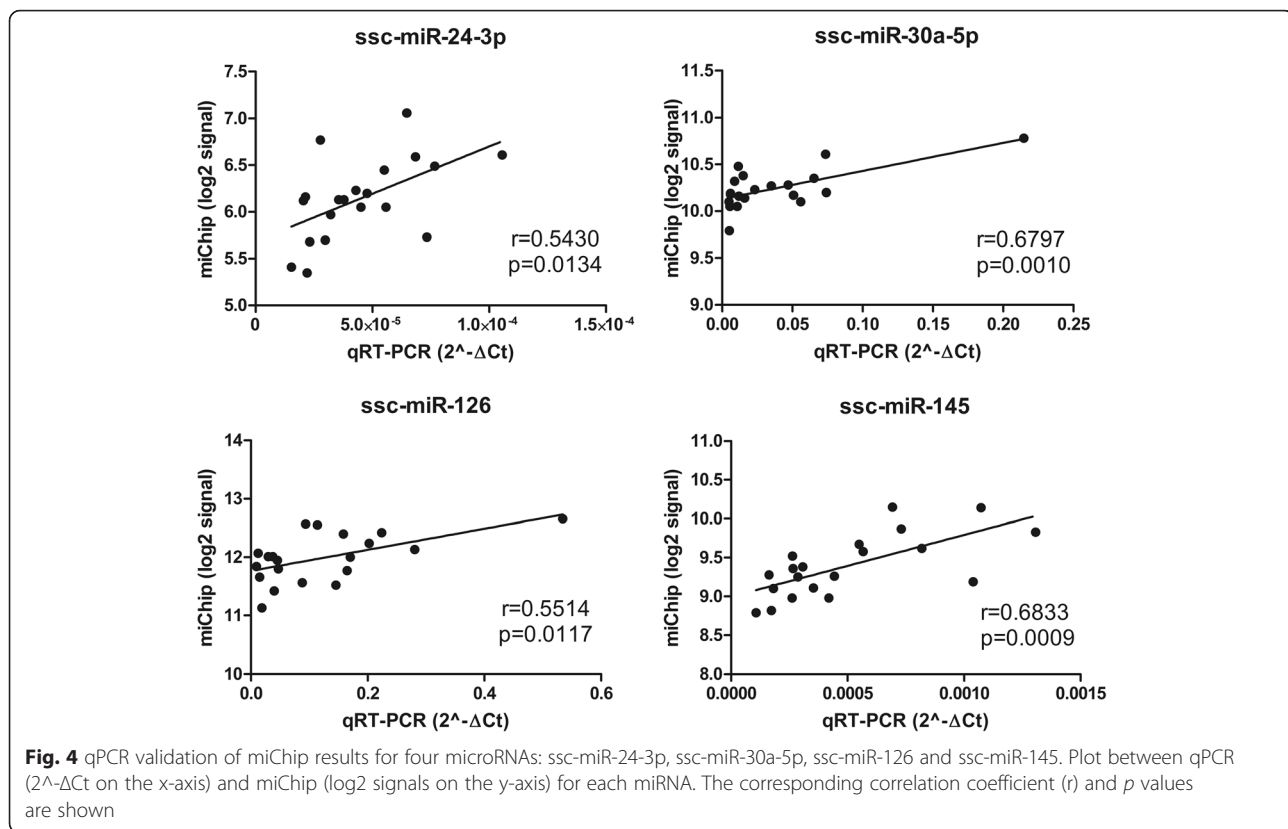 ssc-miR-24-3p
7.5
7.0
6.5
6.0
5.5
5.0
miChip (log2 signal)
0
5.0×10⁻⁵
1.0×10⁻⁴
1.5×10⁻⁴
qRT-PCR (2^-ΔCt)
r=0.5430
p=0.0134
ssc-miR-30a-5p
11.5
11.0
10.5
10.0
9.5
9.0
miChip (log2 signal)
0.00
0.05
0.10
0.15
0.20
0.25
qRT-PCR (2^-ΔCt)
r=0.6797
p=0.0010
ssc-miR-126
14
13
12
11
10
miChip (log2 signal)
0.0
0.2
0.4
0.6
qRT-PCR (2^-ΔCt)
r=0.5514
p=0.0117
ssc-miR-145
11.0
10.5
10.0
9.5
9.0
8.5
8.0
miChip (log2 signal)
0.0000
0.0005
0.0010
0.0015
qRT-PCR (2^-ΔCt)
r=0.6833
p=0.0009
Fig. 4 qPCR validation of miChip results for four microRNAs: ssc-miR-24-3p, ssc-miR-30a-5p, ssc-miR-126 and ssc-miR-145. Plot between qPCR
(2^-ΔCt on the x-axis) and miChip (log2 signals on the y-axis) for each miRNA. The corresponding correlation coefficient (r) and p values
are shown